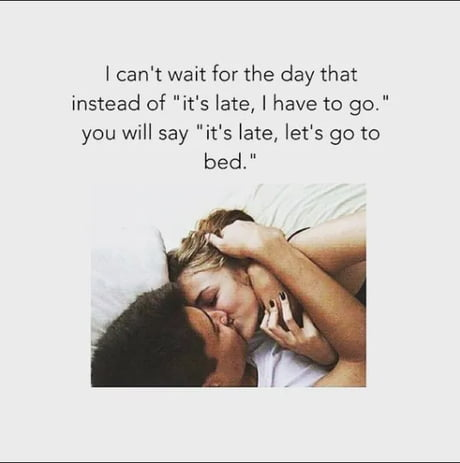 I can't wait for the day that
instead of "it's late, I have to go."
you will say "it's late, let's go to
bed."